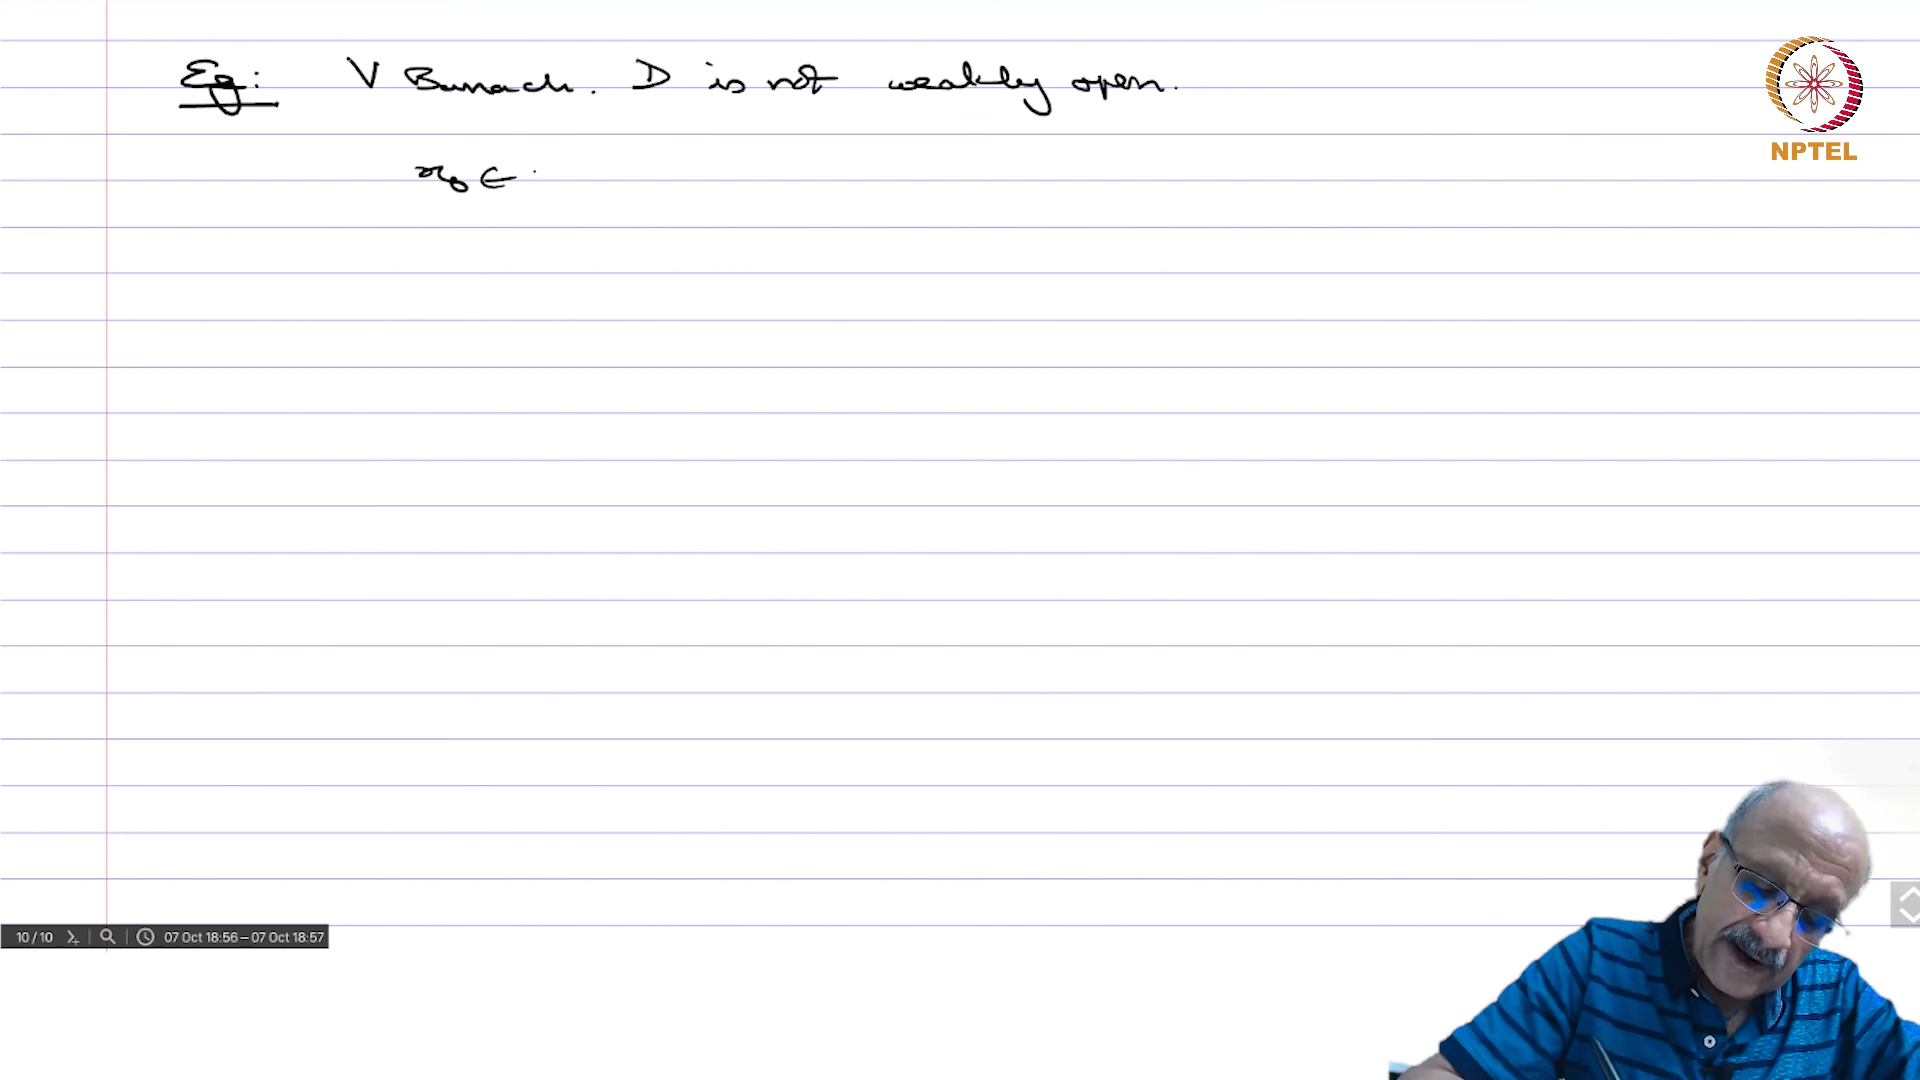 Eg: V Banach. D is not weakly open.
x₀ ∈
NPTEL
10/10 07 Oct 18:56 – 07 Oct 18:57